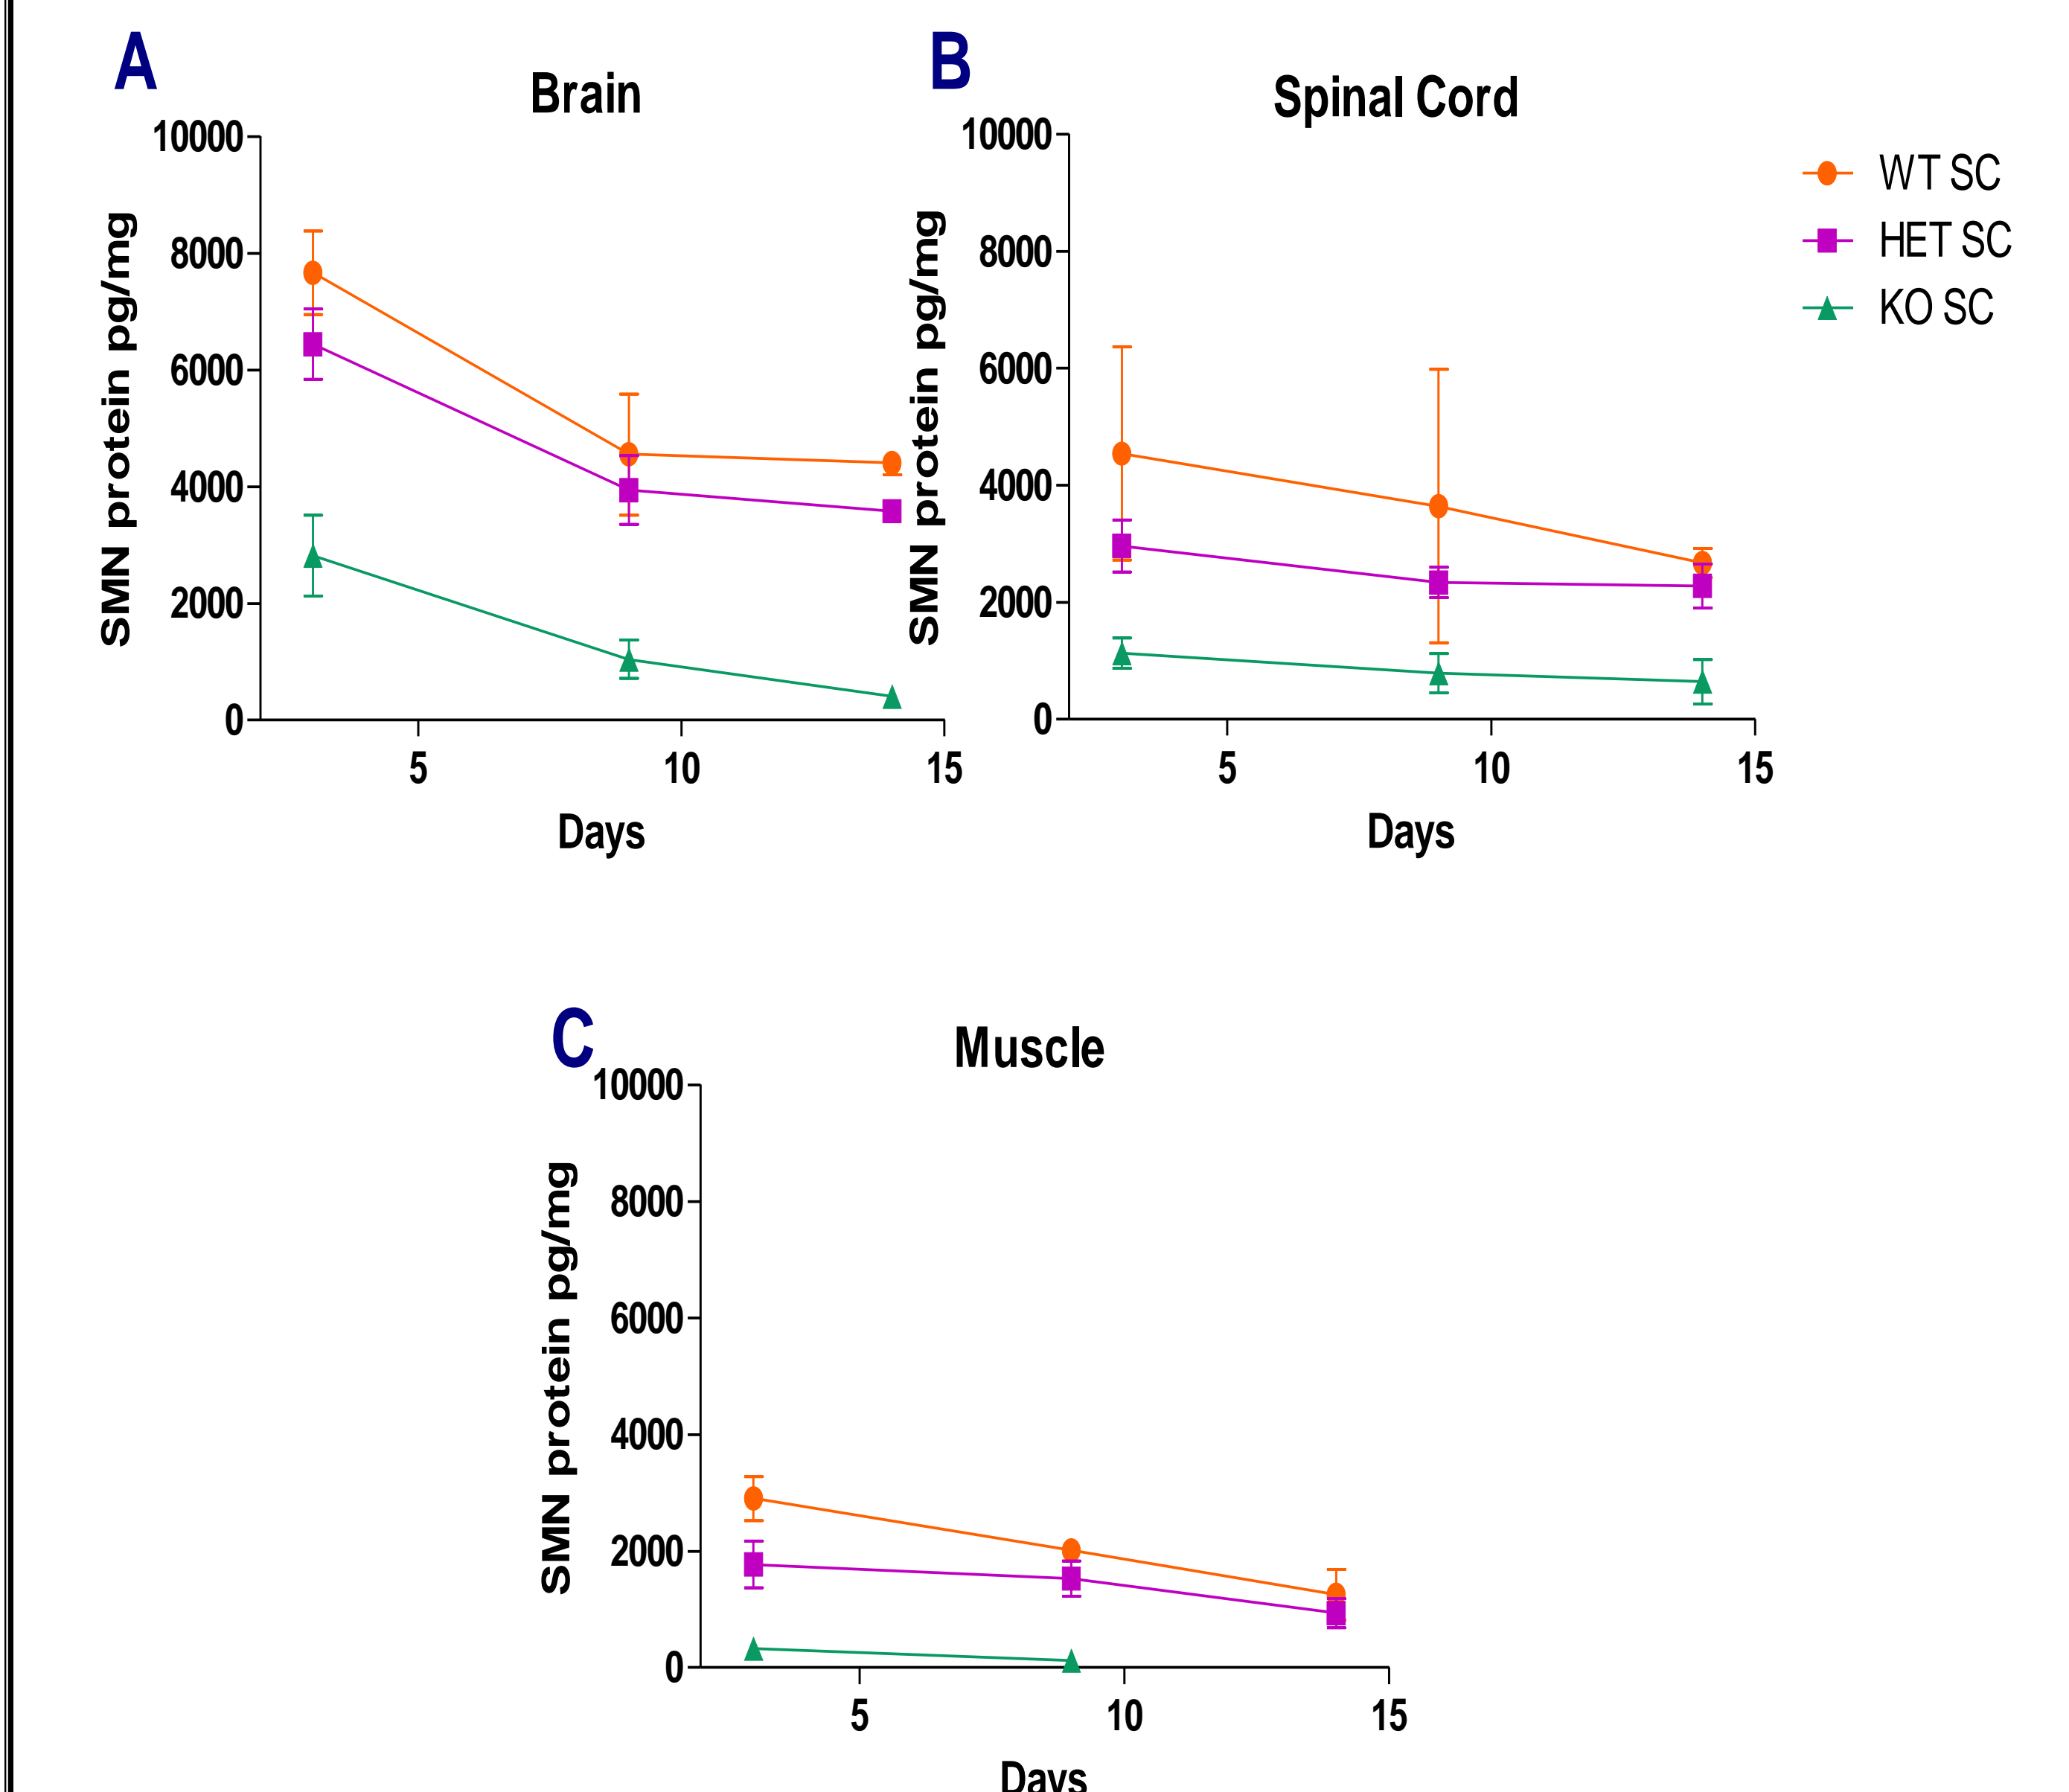 A
Brain
10000
8000
6000
4000
2000
0
SMN protein pg/mg
5 10 15
Days
B
Spinal Cord
10000
8000
6000
4000
2000
0
SMN protein pg/mg
5 10 15
Days
WT SC
HET SC
KO SC
C
Muscle
10000
8000
6000
4000
2000
0
SMN protein pg/mg
5 10 15
Days